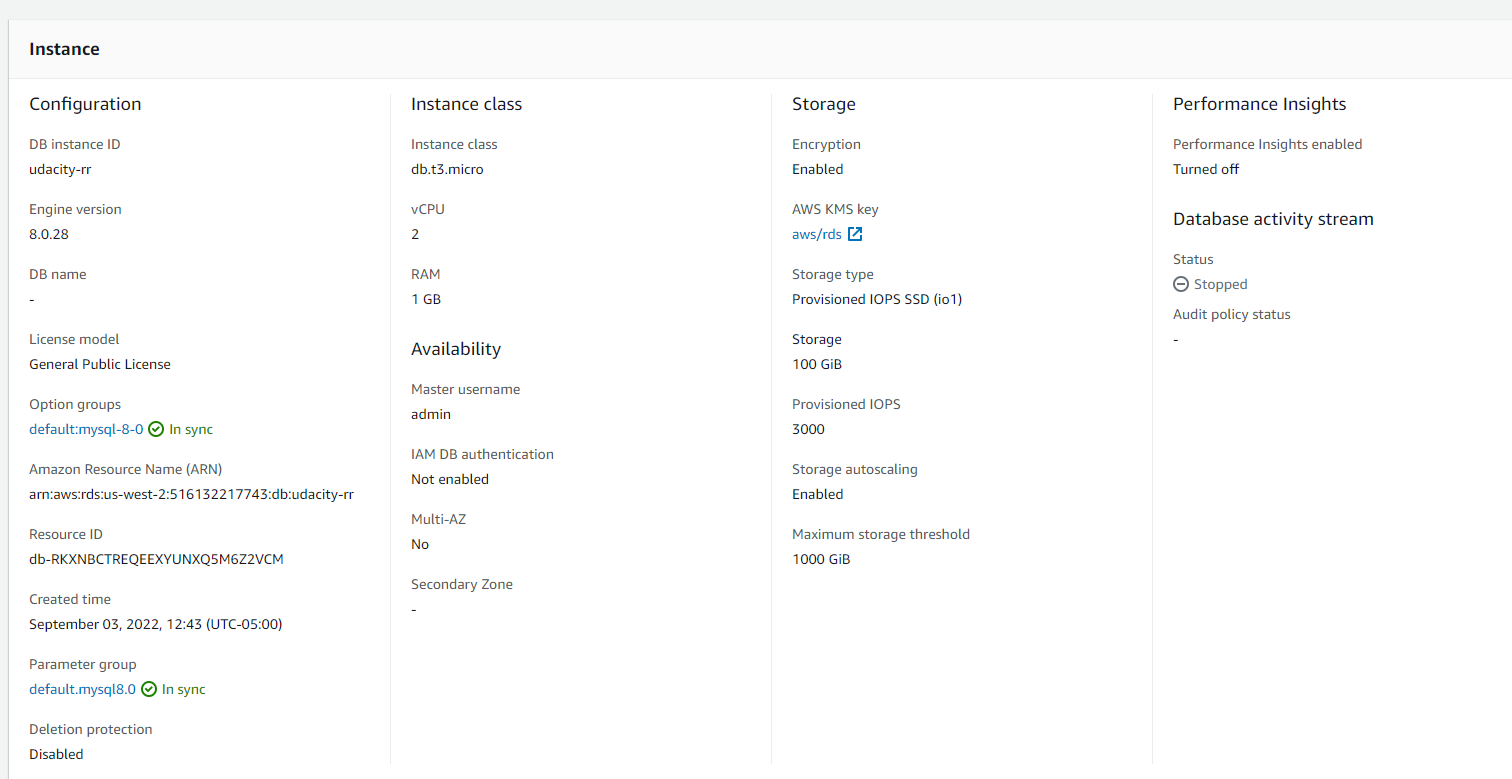 Instance
Configuration
DB instance ID
udacity-rr
Engine version
8.0.28
DB name
-
License model
General Public License
Option groups
default:mysql-8-0 In sync
Amazon Resource Name (ARN)
arn:aws:rds:us-west-2:516132217743:db:udacity-rr
Resource ID
db-RKXNBCTREQEEXYUNXQ5M6Z2VCM
Created time
September 03, 2022, 12:43 (UTC-05:00)
Parameter group
default.mysql8.0 In sync
Deletion protection
Disabled
Instance class
Instance class
db.t3.micro
vCPU
2
RAM
1 GB
Availability
Master username
admin
IAM DB authentication
Not enabled
Multi-AZ
No
Secondary Zone
-
Storage
Encryption
Enabled
AWS KMS key
aws/rds
Storage type
Provisioned IOPS SSD (io1)
Storage
100 GiB
Provisioned IOPS
3000
Storage autoscaling
Enabled
Maximum storage threshold
1000 GiB
Performance Insights
Performance Insights enabled
Turned off
Database activity stream
Status
Stopped
Audit policy status
-